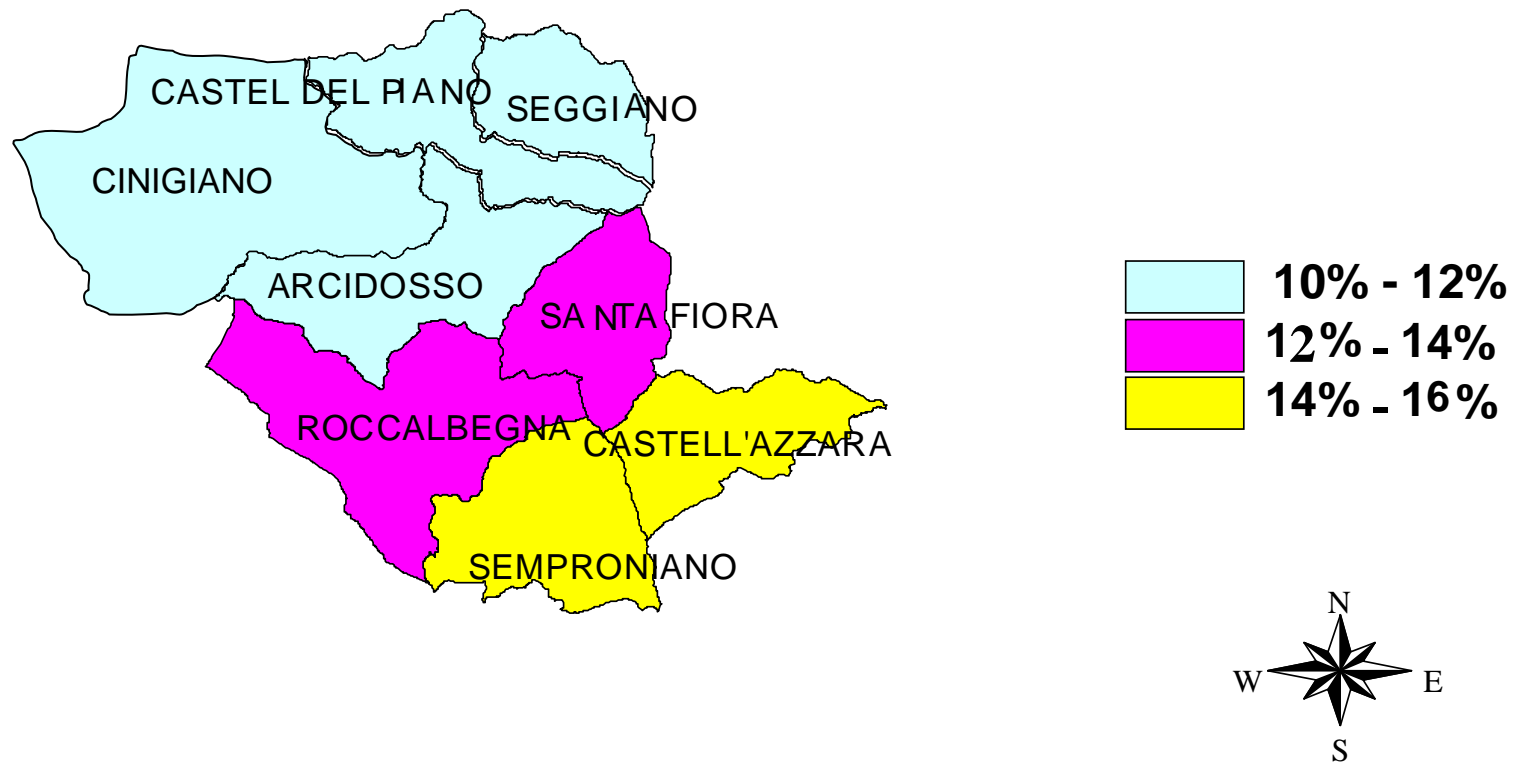 CASTEL DEL PIANO
SEGGIANO
CINIGIANO
ARCIDOSSO
SANTA FIORA
ROCCALBEGNA
CASTELL'AZZARA
SEMPRONIANO
10% - 12%
12% - 14%
14% - 16%
N
W
E
S